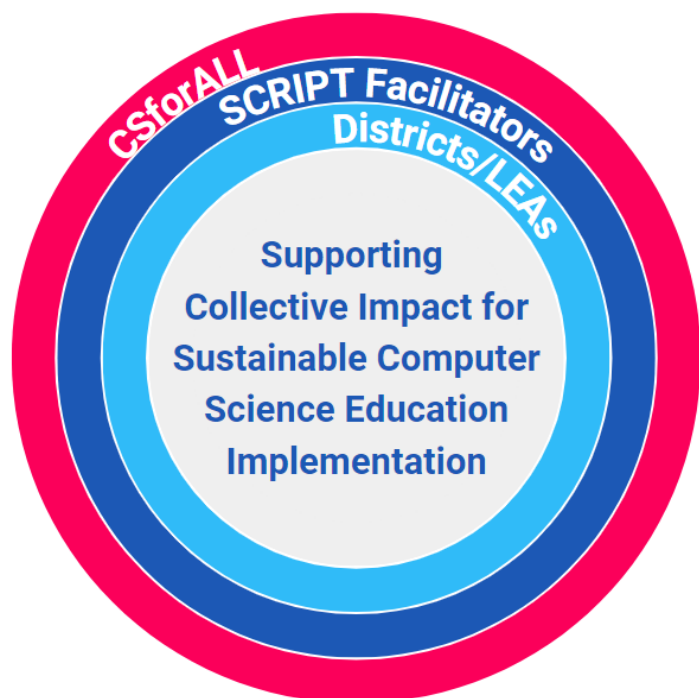 CSforALL
SCRIPT Facilitators
Districts/LEAs
Supporting
Collective Impact for
Sustainable Computer
Science Education
Implementation